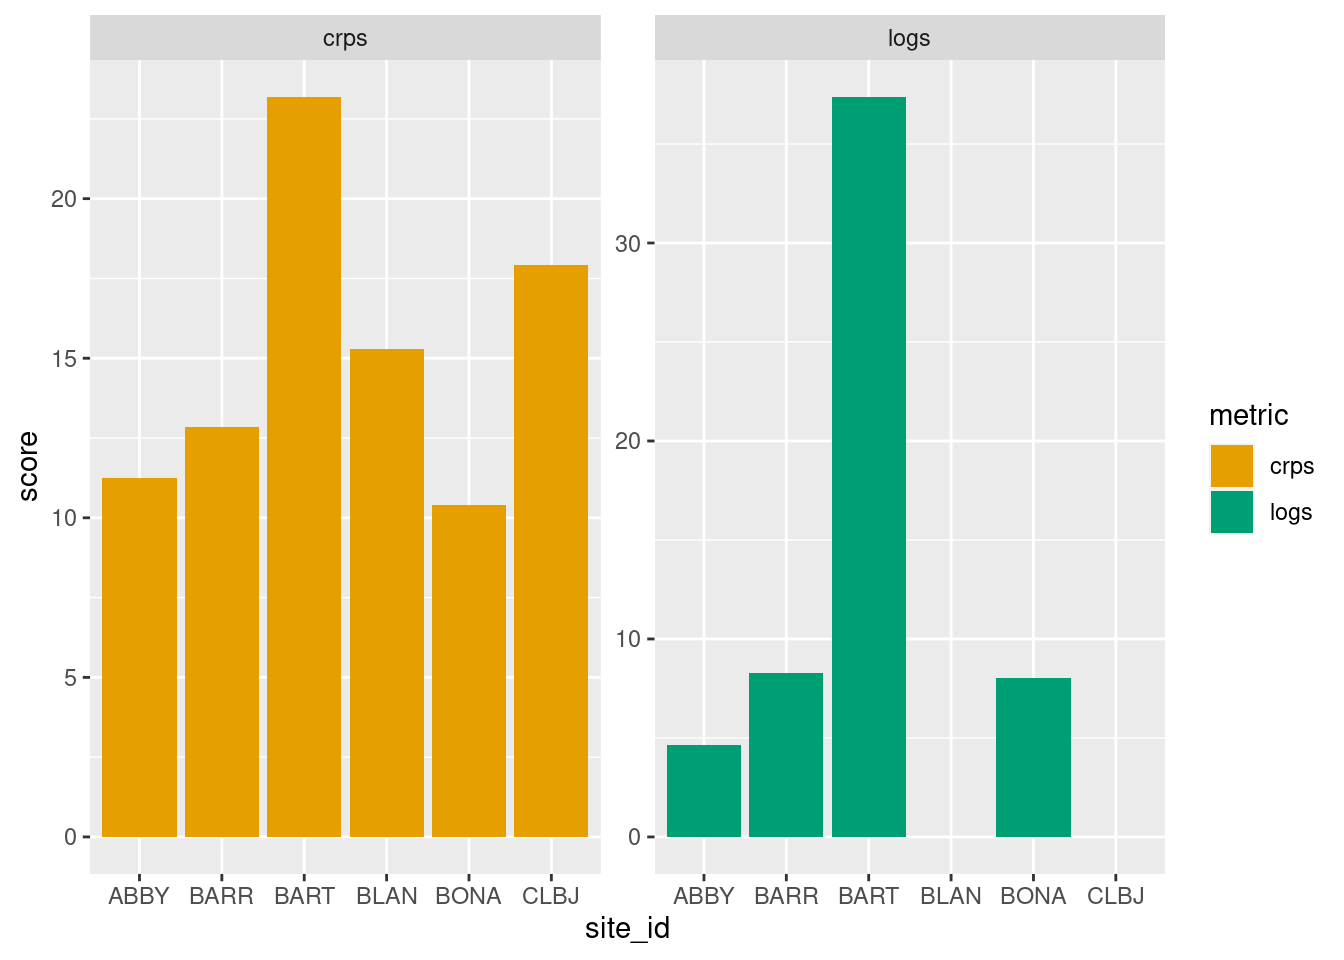 crps
logs
score
20
15
10
5
0
30
20
10
0
ABBY BARR BART BLAN BONA CLBJ
ABBY BARR BART BLAN BONA CLBJ
site_id
metric
crps
logs